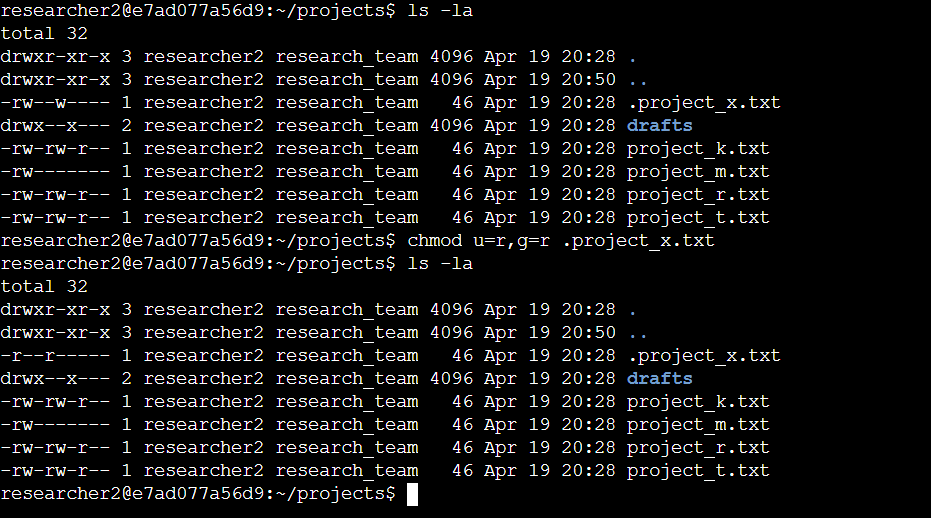 researcher2@e7ad077a56d9:~/projects$ ls -la
total 32
drwxr-xr-x 3 researcher2 research_team 4096 Apr 19 20:28 .
drwxr-xr-x 3 researcher2 research_team 4096 Apr 19 20:50 ..
-rw--w---- 1 researcher2 research_team   46 Apr 19 20:28 .project_x.txt
drwx--x--- 2 researcher2 research_team 4096 Apr 19 20:28 drafts
-rw-rw-r-- 1 researcher2 research_team   46 Apr 19 20:28 project_k.txt
-rw------- 1 researcher2 research_team   46 Apr 19 20:28 project_m.txt
-rw-rw-r-- 1 researcher2 research_team   46 Apr 19 20:28 project_r.txt
-rw-rw-r-- 1 researcher2 research_team   46 Apr 19 20:28 project_t.txt
researcher2@e7ad077a56d9:~/projects$ chmod u=r,g=r .project_x.txt
researcher2@e7ad077a56d9:~/projects$ ls -la
total 32
drwxr-xr-x 3 researcher2 research_team 4096 Apr 19 20:28 .
drwxr-xr-x 3 researcher2 research_team 4096 Apr 19 20:50 ..
-r--r----- 1 researcher2 research_team   46 Apr 19 20:28 .project_x.txt
drwx--x--- 2 researcher2 research_team 4096 Apr 19 20:28 drafts
-rw-rw-r-- 1 researcher2 research_team   46 Apr 19 20:28 project_k.txt
-rw------- 1 researcher2 research_team   46 Apr 19 20:28 project_m.txt
-rw-rw-r-- 1 researcher2 research_team   46 Apr 19 20:28 project_r.txt
-rw-rw-r-- 1 researcher2 research_team   46 Apr 19 20:28 project_t.txt
researcher2@e7ad077a56d9:~/projects$